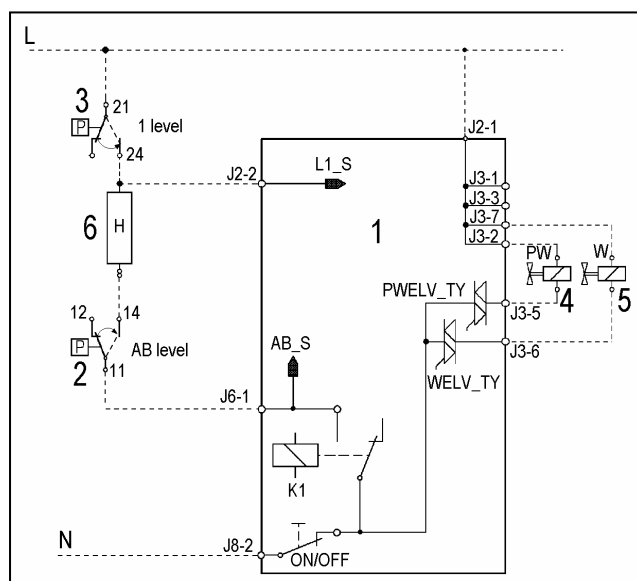 L
3
P
21
1 level
24
J2-1
J2-2
L1_S
J3-1
J3-3
J3-7
J3-2
6
H
1
PW
W
4
5
PWELV_TY
J3-5
12
14
P
AB level
2
11
AB_S
WELV_TY
J3-6
J6-1
K1
N
J8-2
ON/OFF